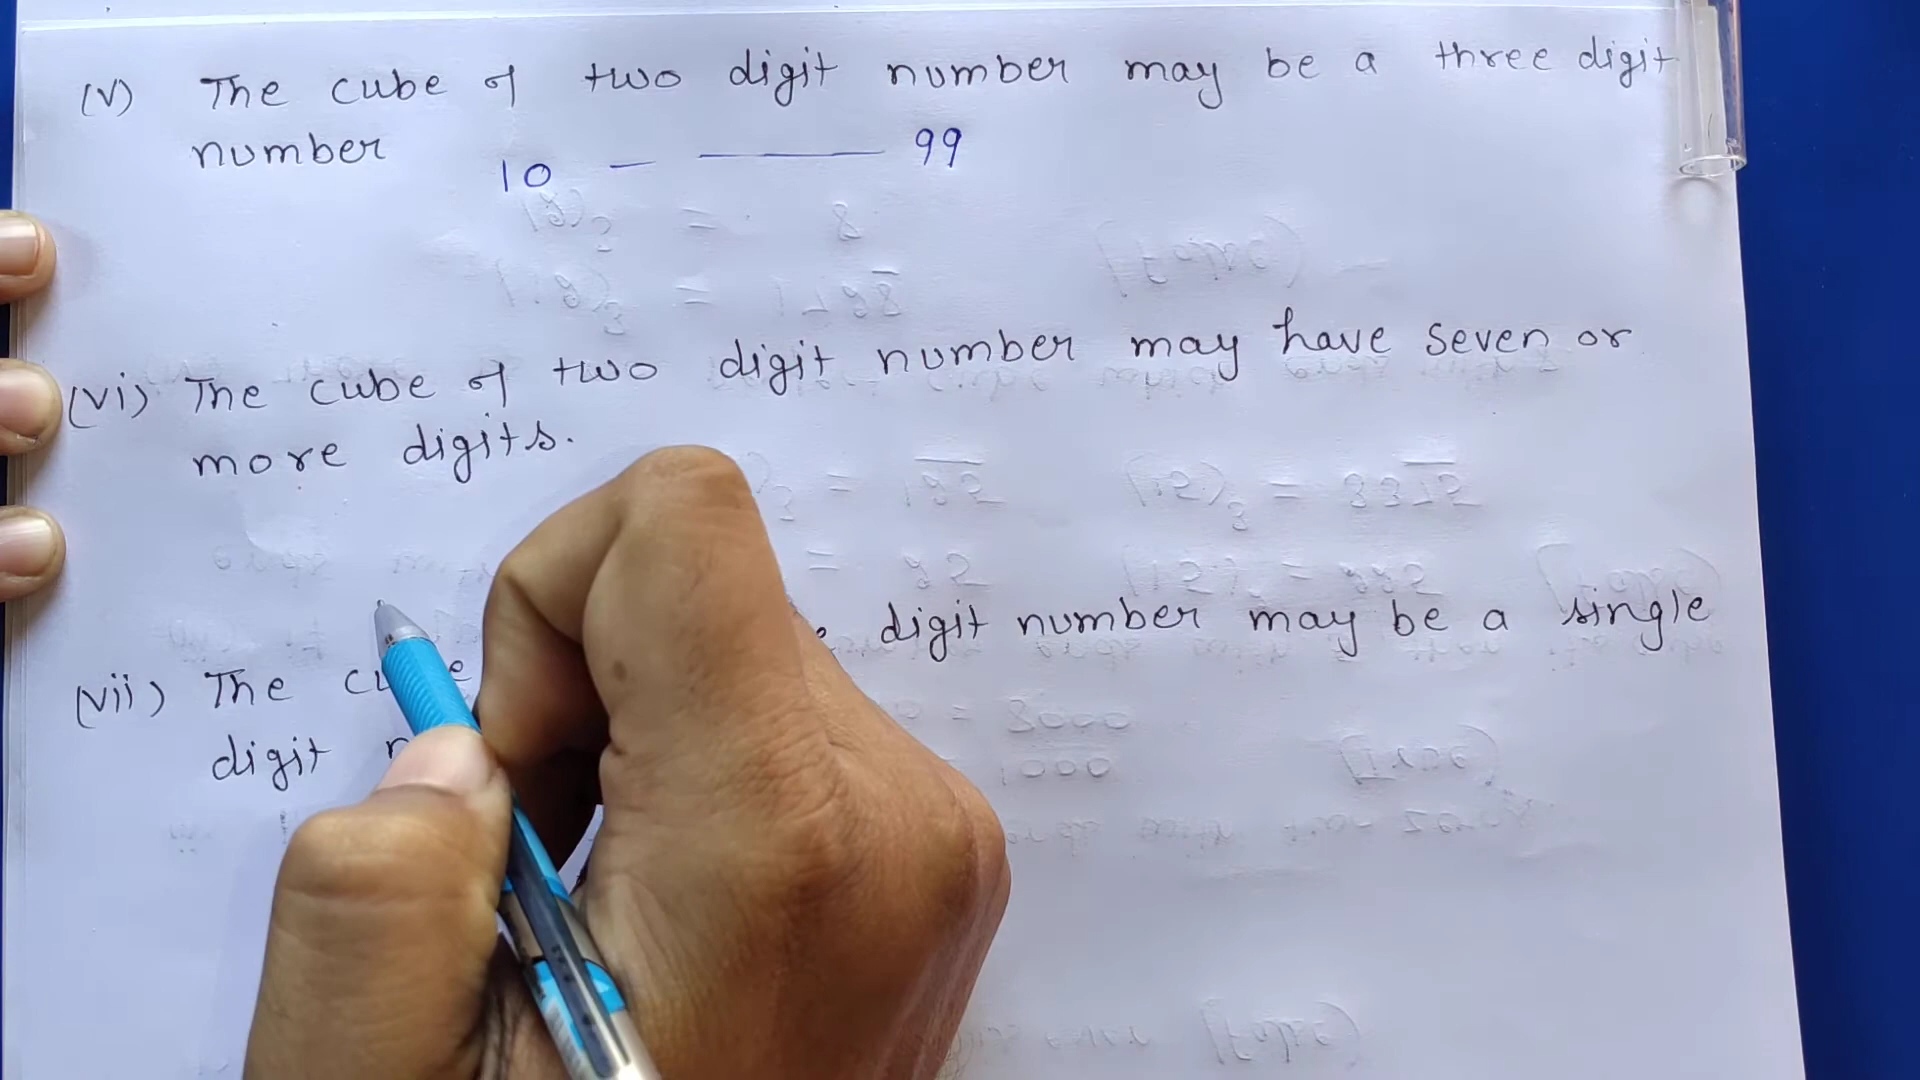 (V) The cube of two digit number may be a three digit
number
10 — —— 99
(vi) The cube of two digit number may have seven or
more digits.
(vii) The digit number may be a single
digit